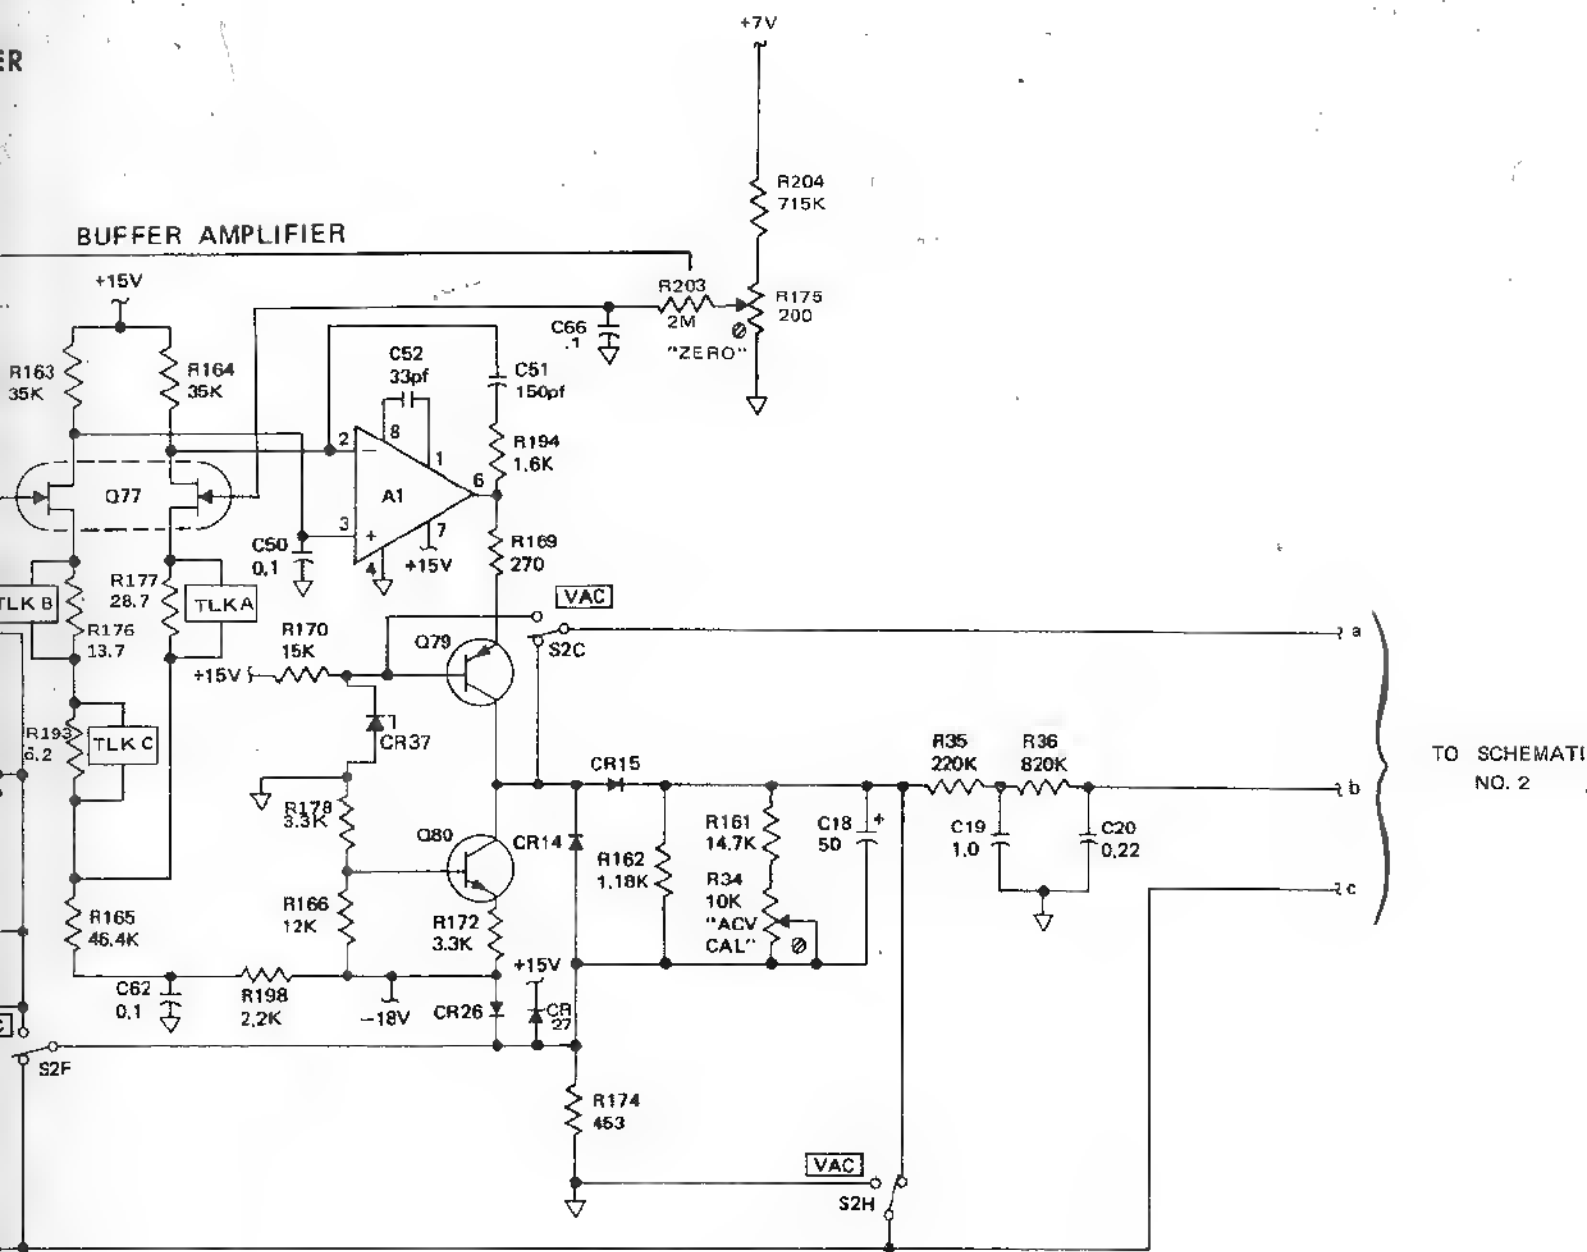 +7V
ER
R204
715K
BUFFER AMPLIFIER
+15V
R203
2M
R175
200
C66
.1
"ZERO"
R163
35K
R164
35K
C52
33pf
C51
150pf
8
2
−
1
R194
1.6K
Q77
A1
6
3
+
7
C50
0.1
4
+15V
R169
270
TLK B
R177
28.7
TLK A
VAC
R176
13.7
R170
15K
Q79
S2C
a
+15V
R193
6.2
TLK C
CR37
CR15
R35
220K
R36
820K
TO SCHEMATI
NO. 2
b
R178
3.3K
Q80
CR14
R161
14.7K
C18
50
+
C19
1.0
C20
0.22
R162
1.18K
R34
10K
"ACV
CAL"
c
R165
46.4K
R166
12K
R172
3.3K
+15V
C62
0.1
R198
2.2K
−18V
CR26
CR
27
C
S2F
R174
453
VAC
S2H